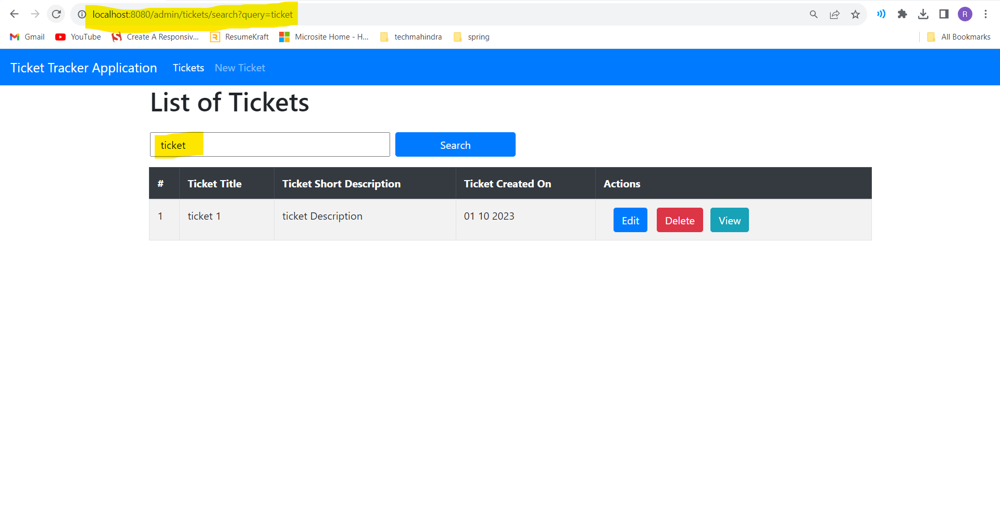 localhost:8080/admin/tickets/search?query=ticket
R
Gmail YouTube Create A Responsiv... ResumeKraft Microsite Home - H... techmahindra spring All Bookmarks
Ticket Tracker Application Tickets New Ticket
List of Tickets
ticket Search
# Ticket Title Ticket Short Description Ticket Created On Actions
1 ticket 1 ticket Description 01 10 2023 Edit Delete View